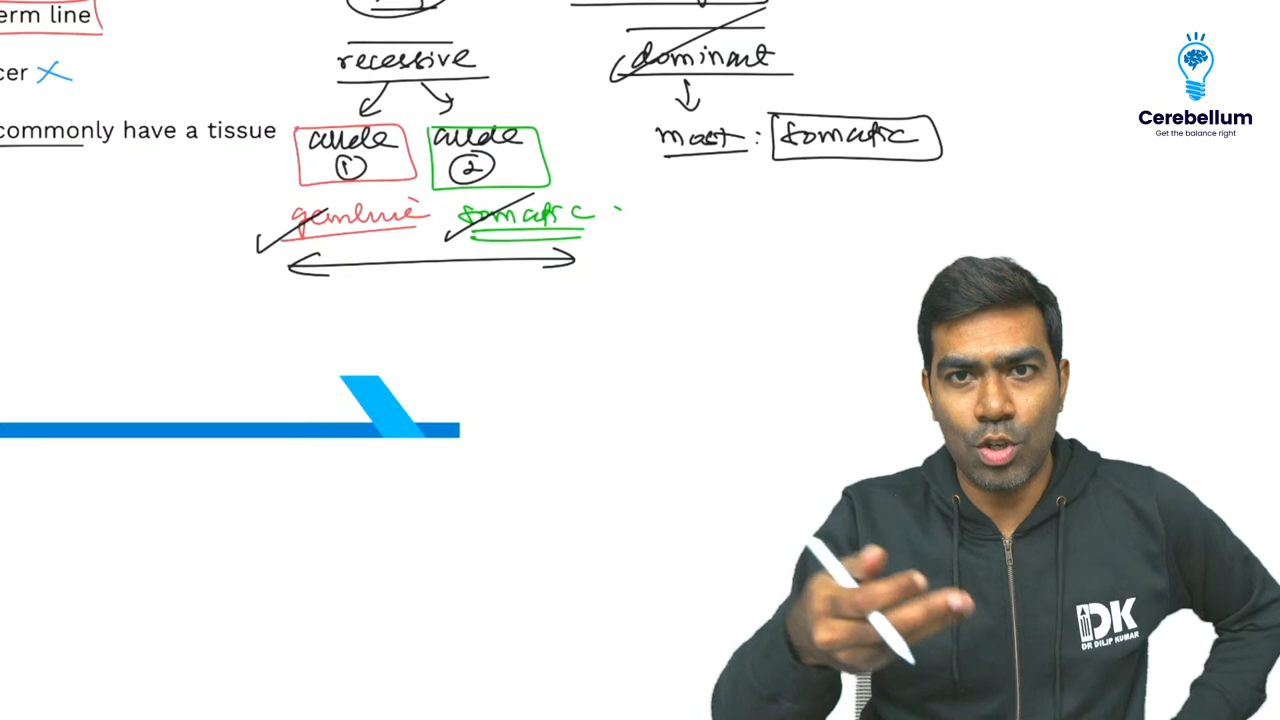 erm line
recessive
dominant
cer
commonly have a tissue
allele
①
allele
②
most : somatic
germline
somatic
Cerebellum
Get the balance right
DK
DR DILIP KUMAR